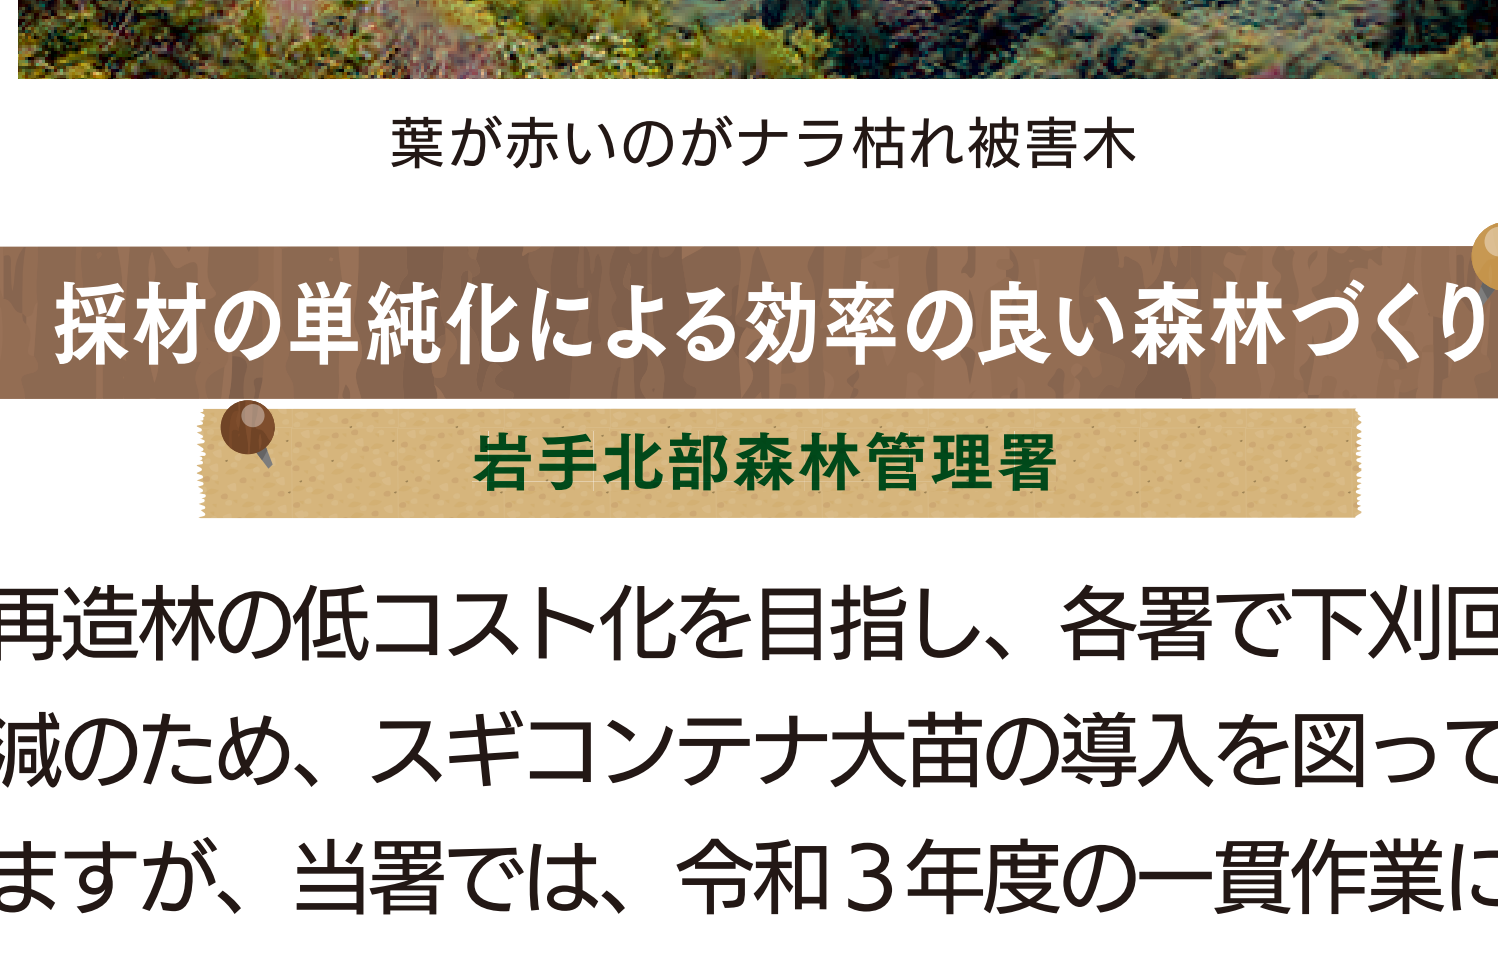 葉が赤いのがナラ枯れ被害木
採材の単純化による効率の良い森林づくり
岩手北部森林管理署
再造林の低コスト化を目指し、各署で下刈回
減のため、スギコンテナ大苗の導入を図って
ますが、当署では、令和３年度の一貫作業に